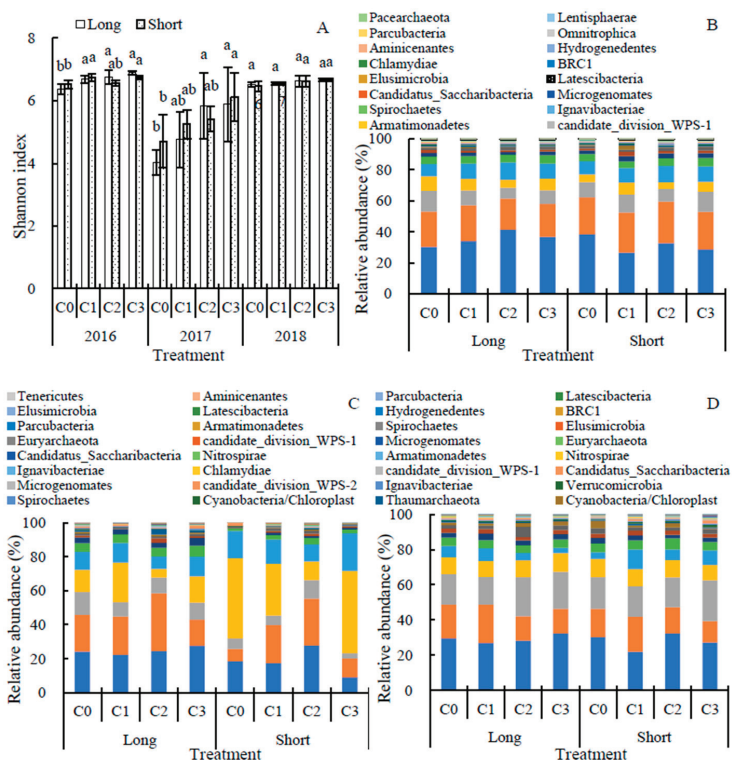 Long Short
A
Shannon index
8
6
4
2
0
b b a a a ab a a
b b ab ab a ab a a
a a a a a a a a
6 7
C0 C1 C2 C3 C0 C1 C2 C3 C0 C1 C2 C3
2016 2017 2018
Treatment
Pacearchaeota Lentisphaerae
Parcubacteria Omnitrophica
Aminicenantes Hydrogenedentes
Chlamydiae BRC1
Elusimicrobia Latescibacteria
Candidatus_Saccharibacteria Microgenomates
Spirochaetes Ignavibacteriae
Armatimonadetes candidate_division_WPS-1
B
Relative abundance (%)
100
80
60
40
20
0
C0 C1 C2 C3 C0 C1 C2 C3
Long Short
Treatment
Tenericutes Aminicenantes
Elusimicrobia Latescibacteria
Parcubacteria Armatimonadetes
Euryarchaeota candidate_division_WPS-1
Candidatus_Saccharibacteria Nitrospirae
Ignavibacteriae Chlamydiae
Microgenomates candidate_division_WPS-2
Spirochaetes Cyanobacteria/Chloroplast
C
Relative abundance (%)
100
80
60
40
20
0
C0 C1 C2 C3 C0 C1 C2 C3
Long Short
Treatment
Parcubacteria Latescibacteria
Hydrogenedentes BRC1
Spirochaetes Elusimicrobia
Microgenomates Euryarchaeota
Armatimonadetes Nitrospirae
candidate_division_WPS-1 Candidatus_Saccharibacteria
Ignavibacteriae Verrucomicrobia
Thaumarchaeota Cyanobacteria/Chloroplast
D
Relative abundance (%)
100
80
60
40
20
0
C0 C1 C2 C3 C0 C1 C2 C3
Long Short
Treatment